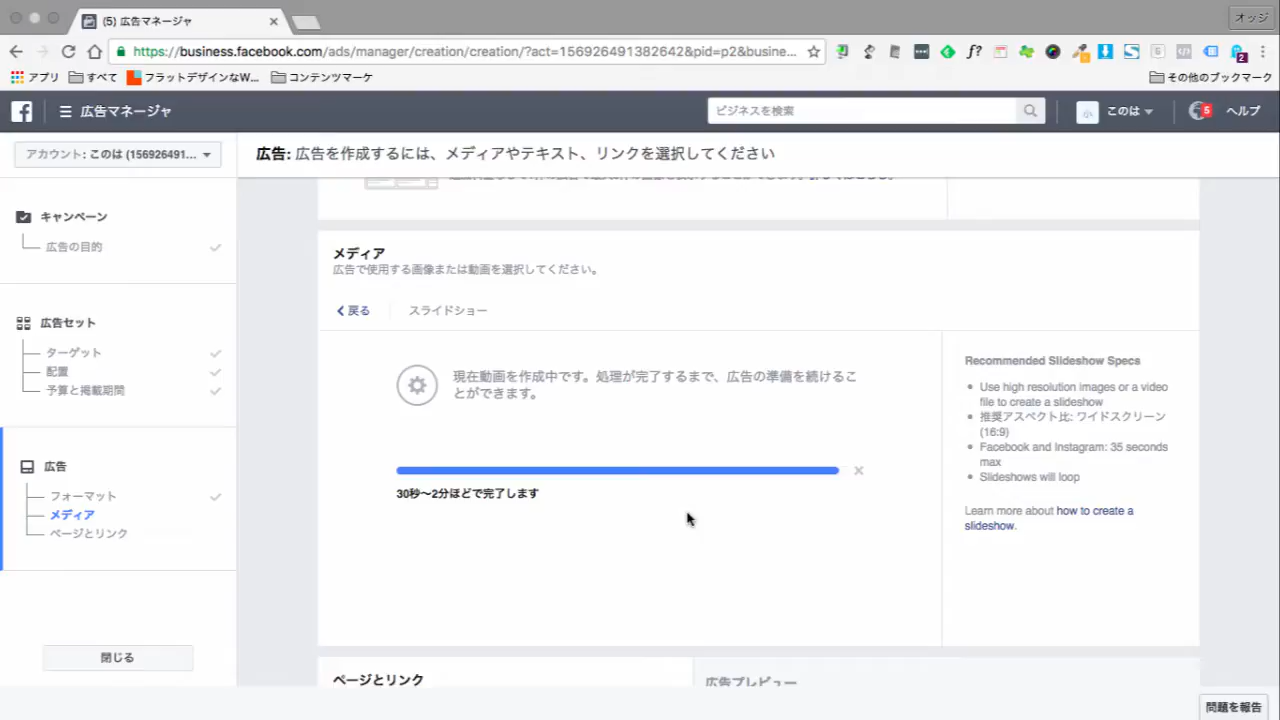 (5) 広告マネージャ
オッジ
https://business.facebook.com/ads/manager/creation/creation/?act=156926491382642&pid=p2&busine...
アプリ すべて フラットデザインなW... コンテンツマーケ その他のブックマーク
広告マネージャ ビジネスを検索 このは 5 ヘルプ
アカウント: このは (156926491...
広告: 広告を作成するには、メディアやテキスト、リンクを選択してください
キャンペーン
広告の目的
広告セット
ターゲット
配置
予算と掲載期間
広告
フォーマット
メディア
ページとリンク
閉じる
メディア
広告で使用する画像または動画を選択してください。
戻る スライドショー
現在動画を作成中です。処理が完了するまで、広告の準備を続けるこ
とができます。
30秒〜2分ほどで完了します
Recommended Slideshow Specs
Use high resolution images or a video
file to create a slideshow
推奨アスペクト比: ワイドスクリーン
(16:9)
Facebook and Instagram: 35 seconds
max
Slideshows will loop
Learn more about how to create a
slideshow.
ページとリンク
広告プレビュー
問題を報告